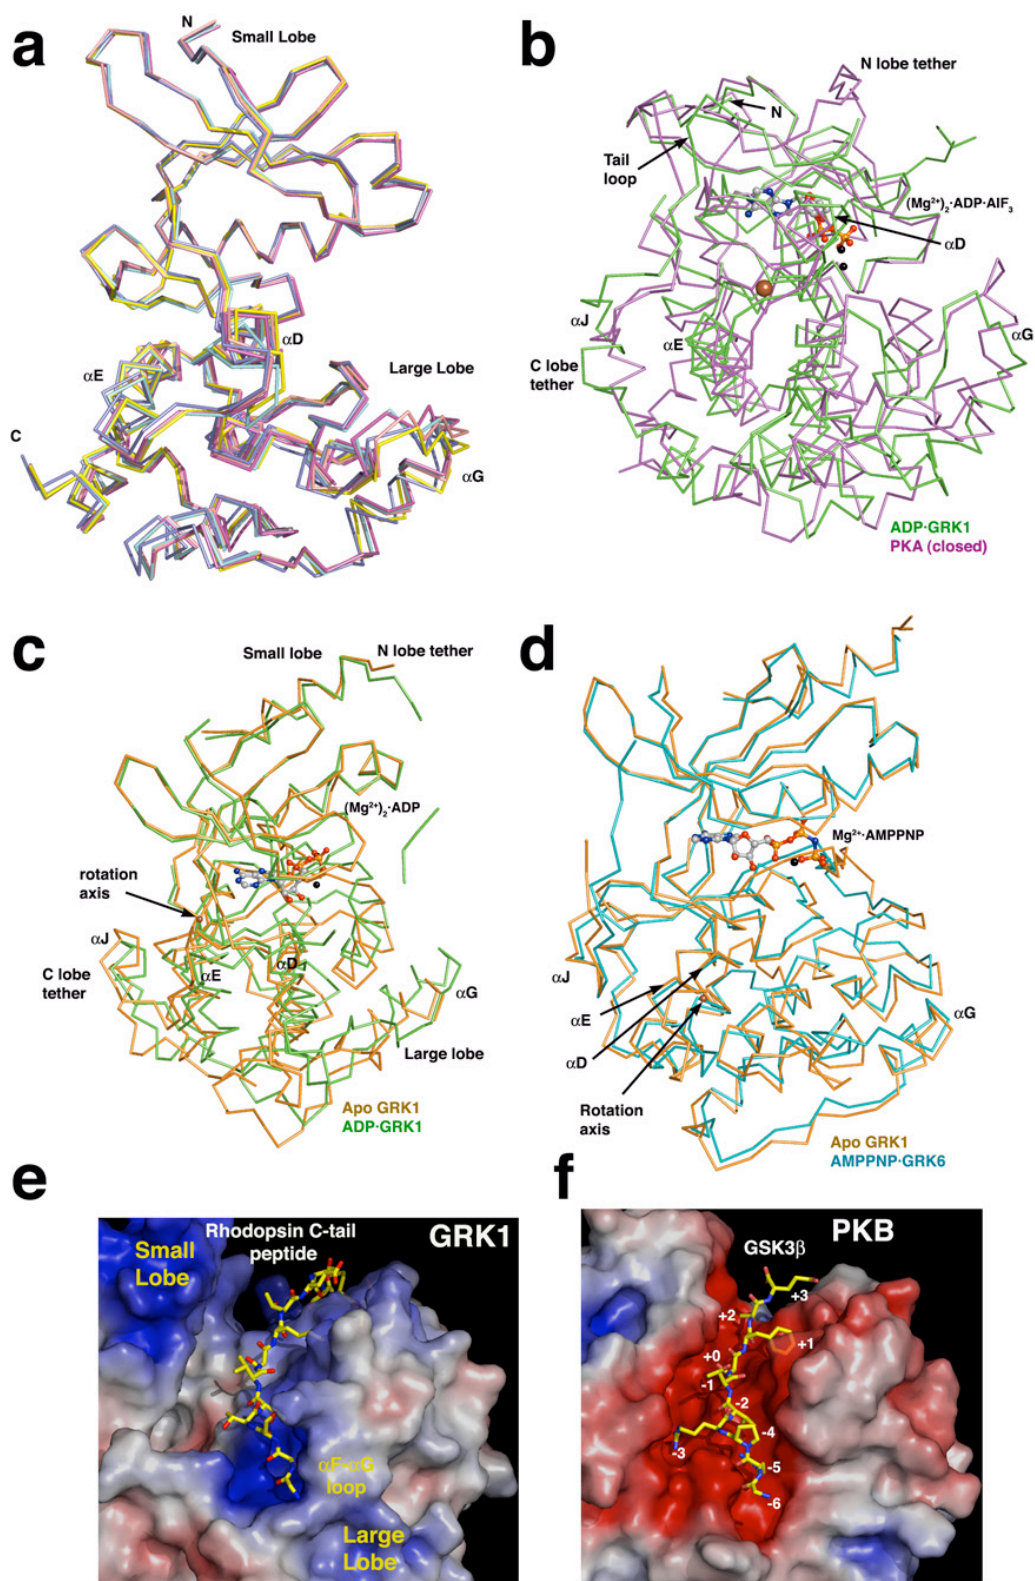 a
N
Small Lobe
αD
αE
Large Lobe
C
αG
b
N lobe tether
N
Tail
loop
(Mg²⁺)₂·ADP·AlF₃
αD
αJ
αE
αG
C lobe
tether
ADP·GRK1
PKA (closed)
c
Small lobe
N lobe tether
(Mg²⁺)₂·ADP
rotation
axis
αJ
αE
αD
C lobe
tether
αG
Large lobe
Apo GRK1
ADP·GRK1
d
Mg²⁺·AMPPNP
αJ
αE
αG
αD
Rotation
axis
Apo GRK1
AMPPNP·GRK6
e
Rhodopsin C-tail
peptide
GRK1
Small
Lobe
αF-αG
loop
Large
Lobe
f
PKB
GSK3β
+3
+2
+1
+0
-1
-2
-4
-3
-5
-6